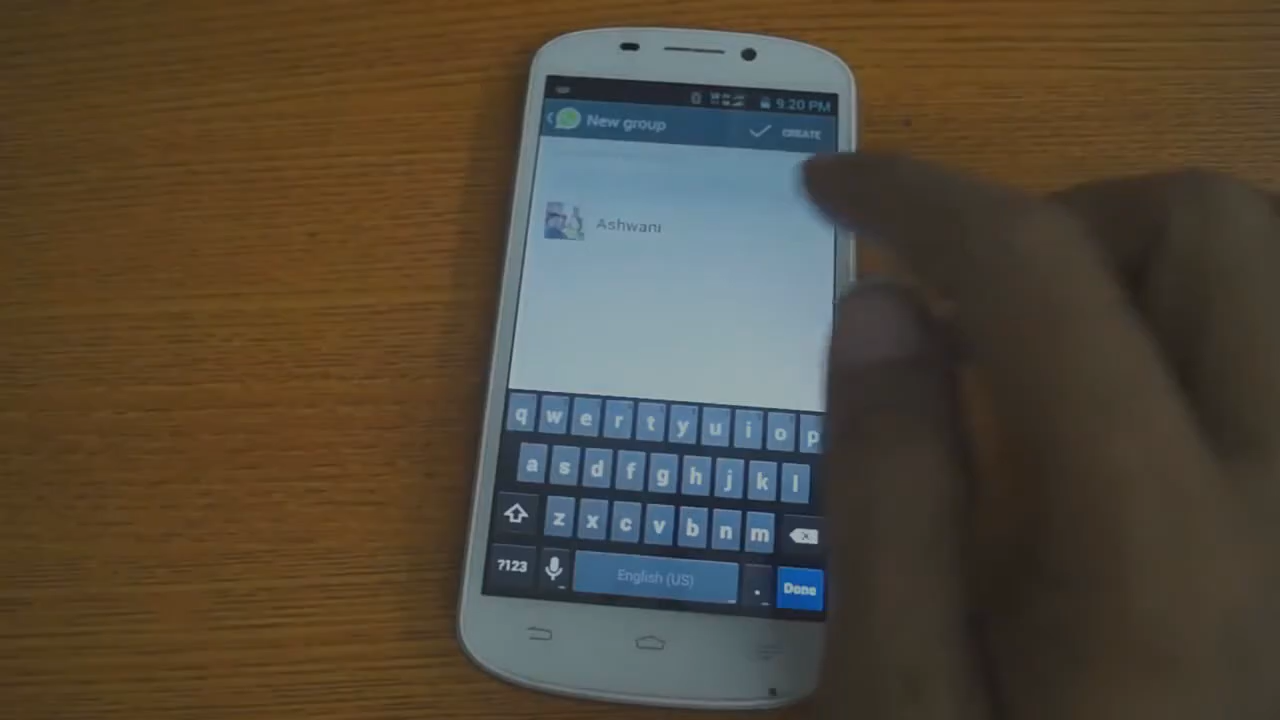 9:20 PM
New group CREATE
Ashwani
q w e r t y u i o p
a s d f g h j k l
z x c v b n m
?123 English (US) . Done